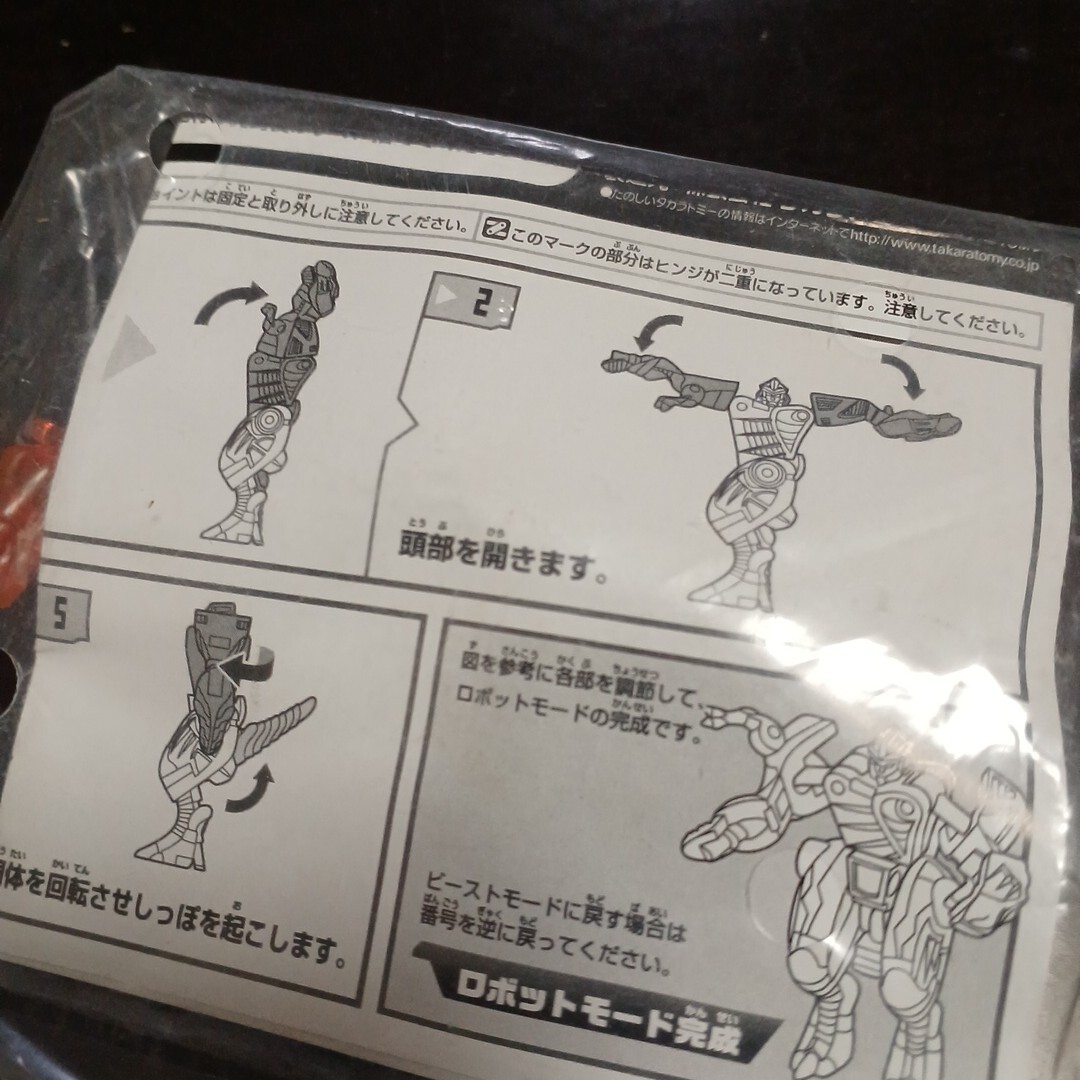 ●たのしいタカラトミーの情報はインターネットでhttp://www.takaratomy.co.jp
イントは固定と取り外しに注意してください。
このマークの部分はヒンジが二重になっています。注意してください。
2
頭部を開きます。
5
体を回転させしっぽを起こします。
図を参考に各部を調節して、
ロボットモードの完成です。
ビーストモードに戻す場合は
番号を逆に戻ってください。
ロボットモード完成